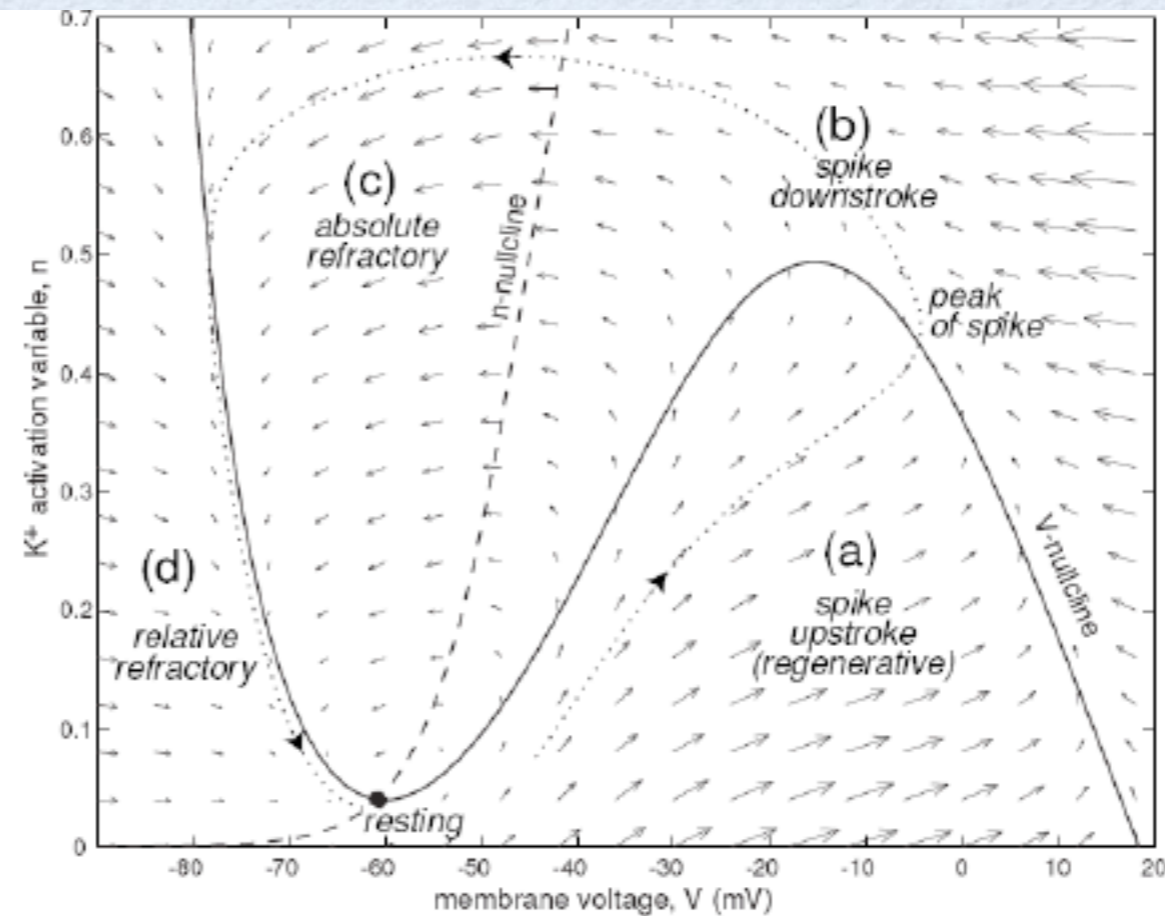 0.7
0.6
0.5
0.4
0.3
0.2
0.1
0
K+ activation variable, n
(b)
spike
downstroke
(c)
absolute
refractory
n-nullcline
peak
of spike
(a)
spike
upstroke
(regenerative)
V-nullcline
(d)
relative
refractory
resting
-80 -70 -60 -50 -40 -30 -20 -10 0 10 20
membrane voltage, V (mV)